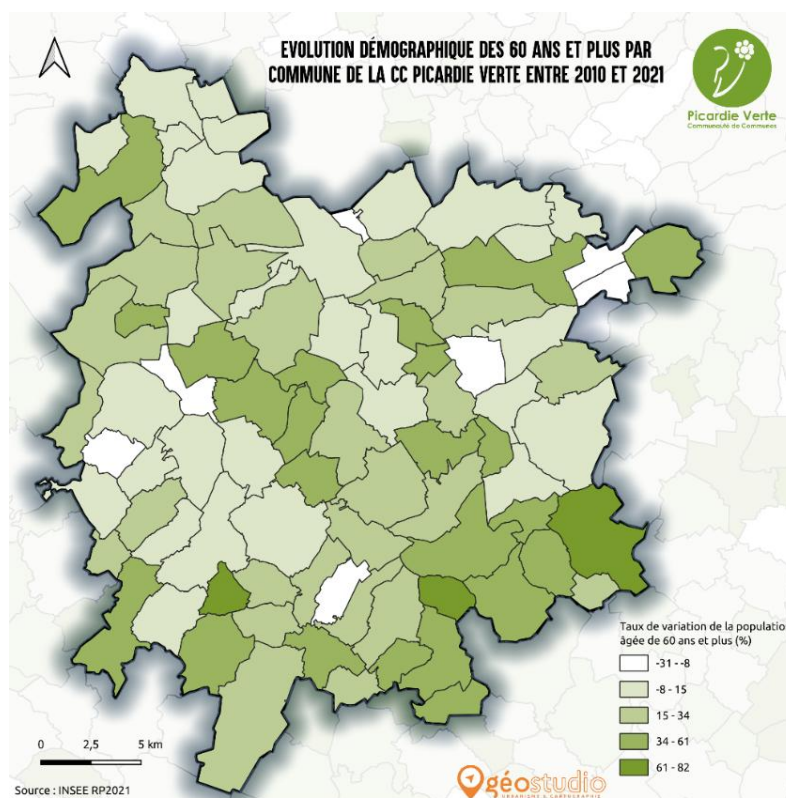 EVOLUTION DÉMOGRAPHIQUE DES 60 ANS ET PLUS PAR
COMMUNE DE LA CC PICARDIE VERTE ENTRE 2010 ET 2021
Picardie Verte
Communauté de Communes
Taux de variation de la populatio
âgée de 60 ans et plus (%)
-31 - -8
-8 - 15
15 - 34
34 - 61
61 - 82
0 2,5 5 km
Source : INSEE RP2021
géostudio
URBANISME & CARTOGRAPHIE